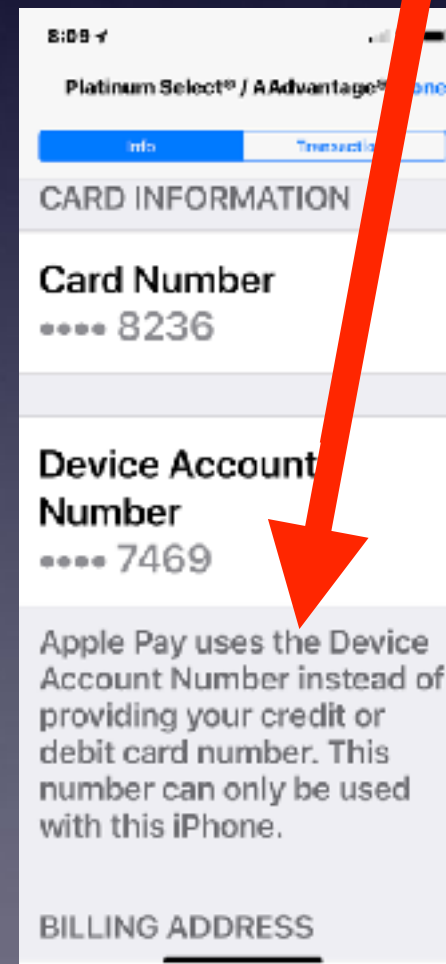 8:09
Platinum Select® / AAdvantage®
Info
CARD INFORMATION
Card Number
•••• 8236
Device Account
Number
•••• 7469
Apple Pay uses the Device
Account Number instead of
providing your credit or
debit card number. This
number can only be used
with this iPhone.
BILLING ADDRESS